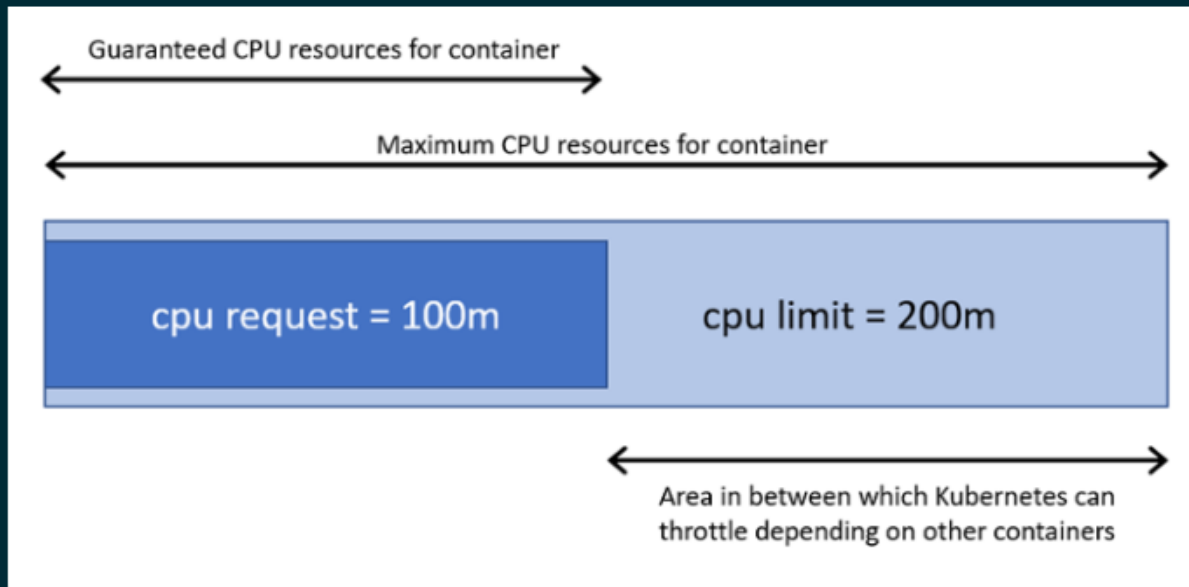 Guaranteed CPU resources for container
Maximum CPU resources for container
cpu request = 100m
cpu limit = 200m
Area in between which Kubernetes can
throttle depending on other containers